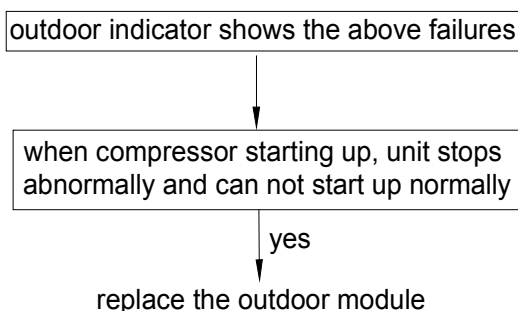 outdoor indicator shows the above failures
when compressor starting up, unit stops
abnormally and can not start up normally
yes
replace the outdoor module